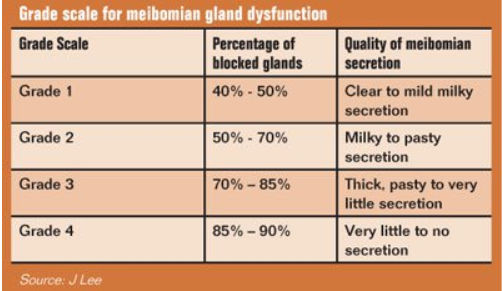 Grade scale for meibomian gland dysfunction
Grade Scale
Percentage of
blocked glands
Quality of meibomian
secretion
Grade 1
40% - 50%
Clear to mild milky
secretion
Grade 2
50% - 70%
Milky to pasty
secretion
Grade 3
70% – 85%
Thick, pasty to very
little secretion
Grade 4
85% – 90%
Very little to no
secretion
Source: J Lee